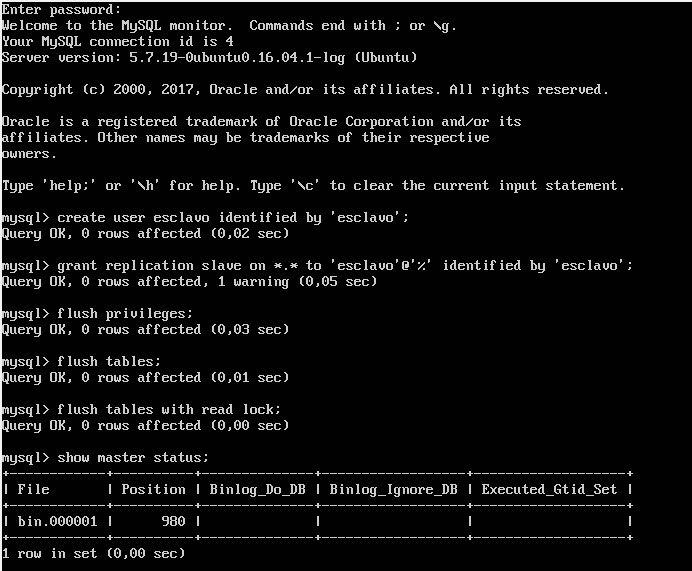 Enter password:
Welcome to the MySQL monitor.  Commands end with ; or \g.
Your MySQL connection id is 4
Server version: 5.7.19-0ubuntu0.16.04.1-log (Ubuntu)

Copyright (c) 2000, 2017, Oracle and/or its affiliates. All rights reserved.

Oracle is a registered trademark of Oracle Corporation and/or its
affiliates. Other names may be trademarks of their respective
owners.

Type 'help;' or '\h' for help. Type '\c' to clear the current input statement.

mysql> create user esclavo identified by 'esclavo';
Query OK, 0 rows affected (0,02 sec)

mysql> grant replication slave on *.* to 'esclavo'@'%' identified by 'esclavo';
Query OK, 0 rows affected, 1 warning (0,05 sec)

mysql> flush privileges;
Query OK, 0 rows affected (0,03 sec)

mysql> flush tables;
Query OK, 0 rows affected (0,01 sec)

mysql> flush tables with read lock;
Query OK, 0 rows affected (0,00 sec)

mysql> show master status;
+------------+----------+--------------+------------------+-------------------+
| File       | Position | Binlog_Do_DB | Binlog_Ignore_DB | Executed_Gtid_Set |
+------------+----------+--------------+------------------+-------------------+
| bin.000001 |      980 |              |                  |                   |
+------------+----------+--------------+------------------+-------------------+
1 row in set (0,00 sec)